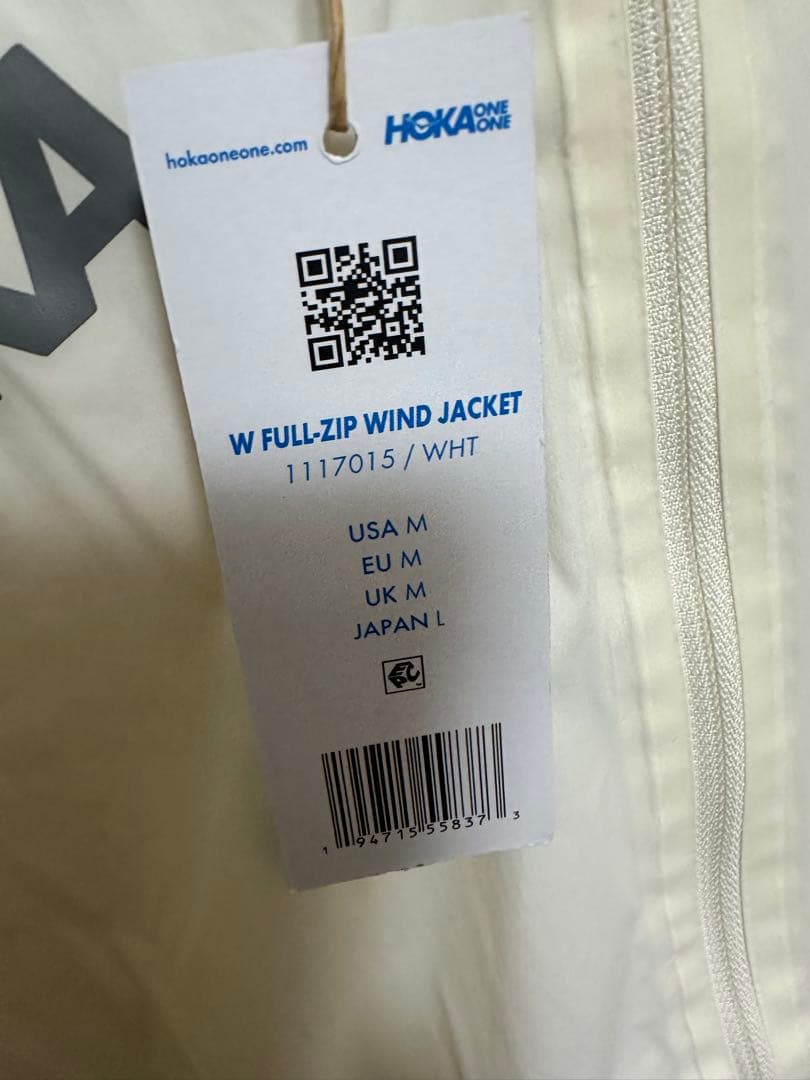 hokaoneone.com
HOKA ONE ONE
W FULL-ZIP WIND JACKET
1117015 / WHT
USA M
EU M
UK M
JAPAN L
EPC
1 94715 55837 3